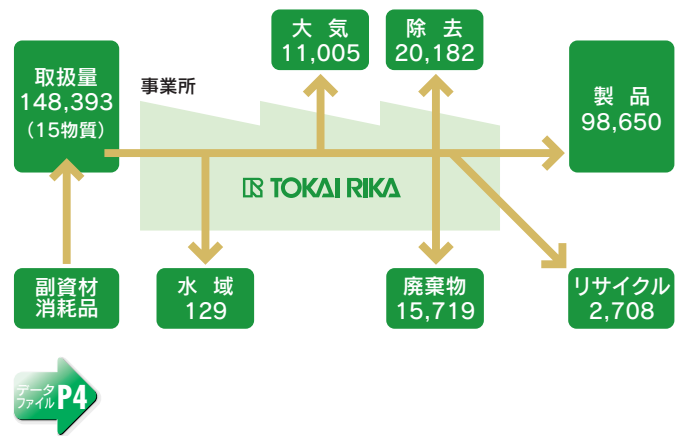 大気
11,005
除去
20,182
取扱量
148,393
（15物質）
事業所
製品
98,650
TOKAI RIKA
副資材
消耗品
水域
129
廃棄物
15,719
リサイクル
2,708
データ
ファイル P4